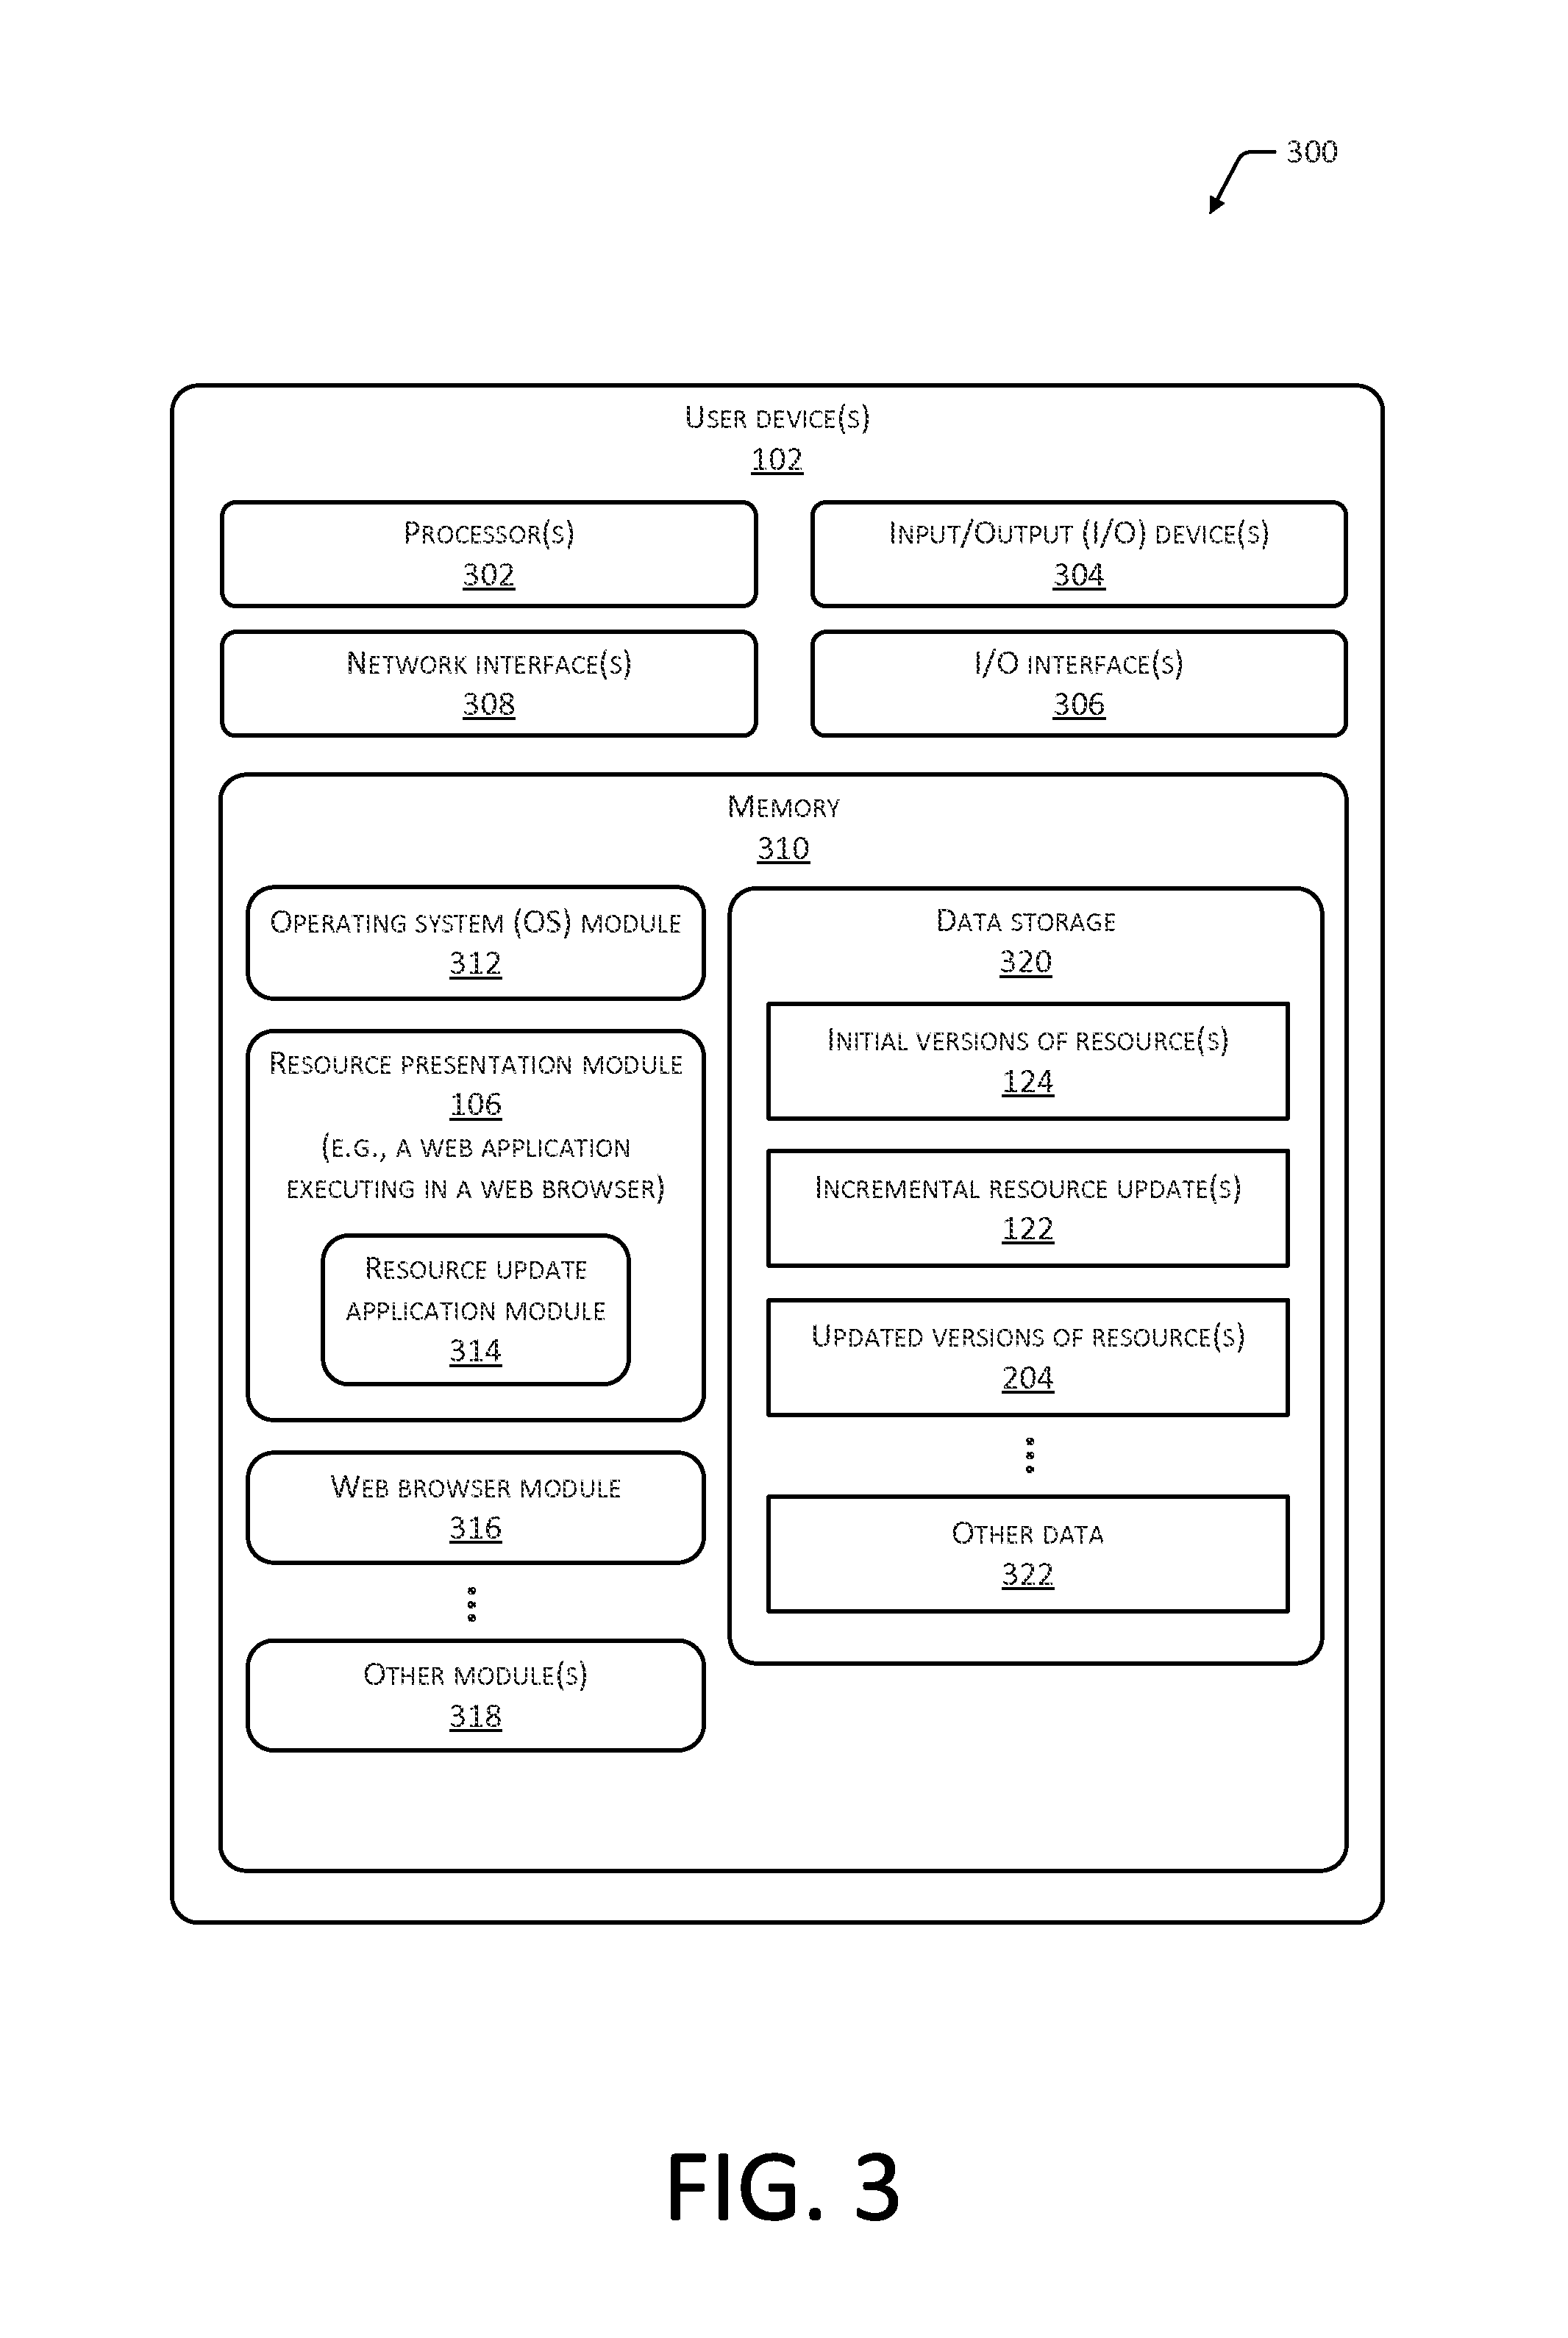 300
User device(s)
102
Processor(s)
302
Input/Output (I/O) device(s)
304
Network interface(s)
308
I/O interface(s)
306
Memory
310
Operating system (OS) module
312
Resource presentation module
106
(e.g., a web application
executing in a web browser)
Resource update
application module
314
Web browser module
316
Other module(s)
318
Data storage
320
Initial versions of resource(s)
124
Incremental resource update(s)
122
Updated versions of resource(s)
204
Other data
322
FIG. 3